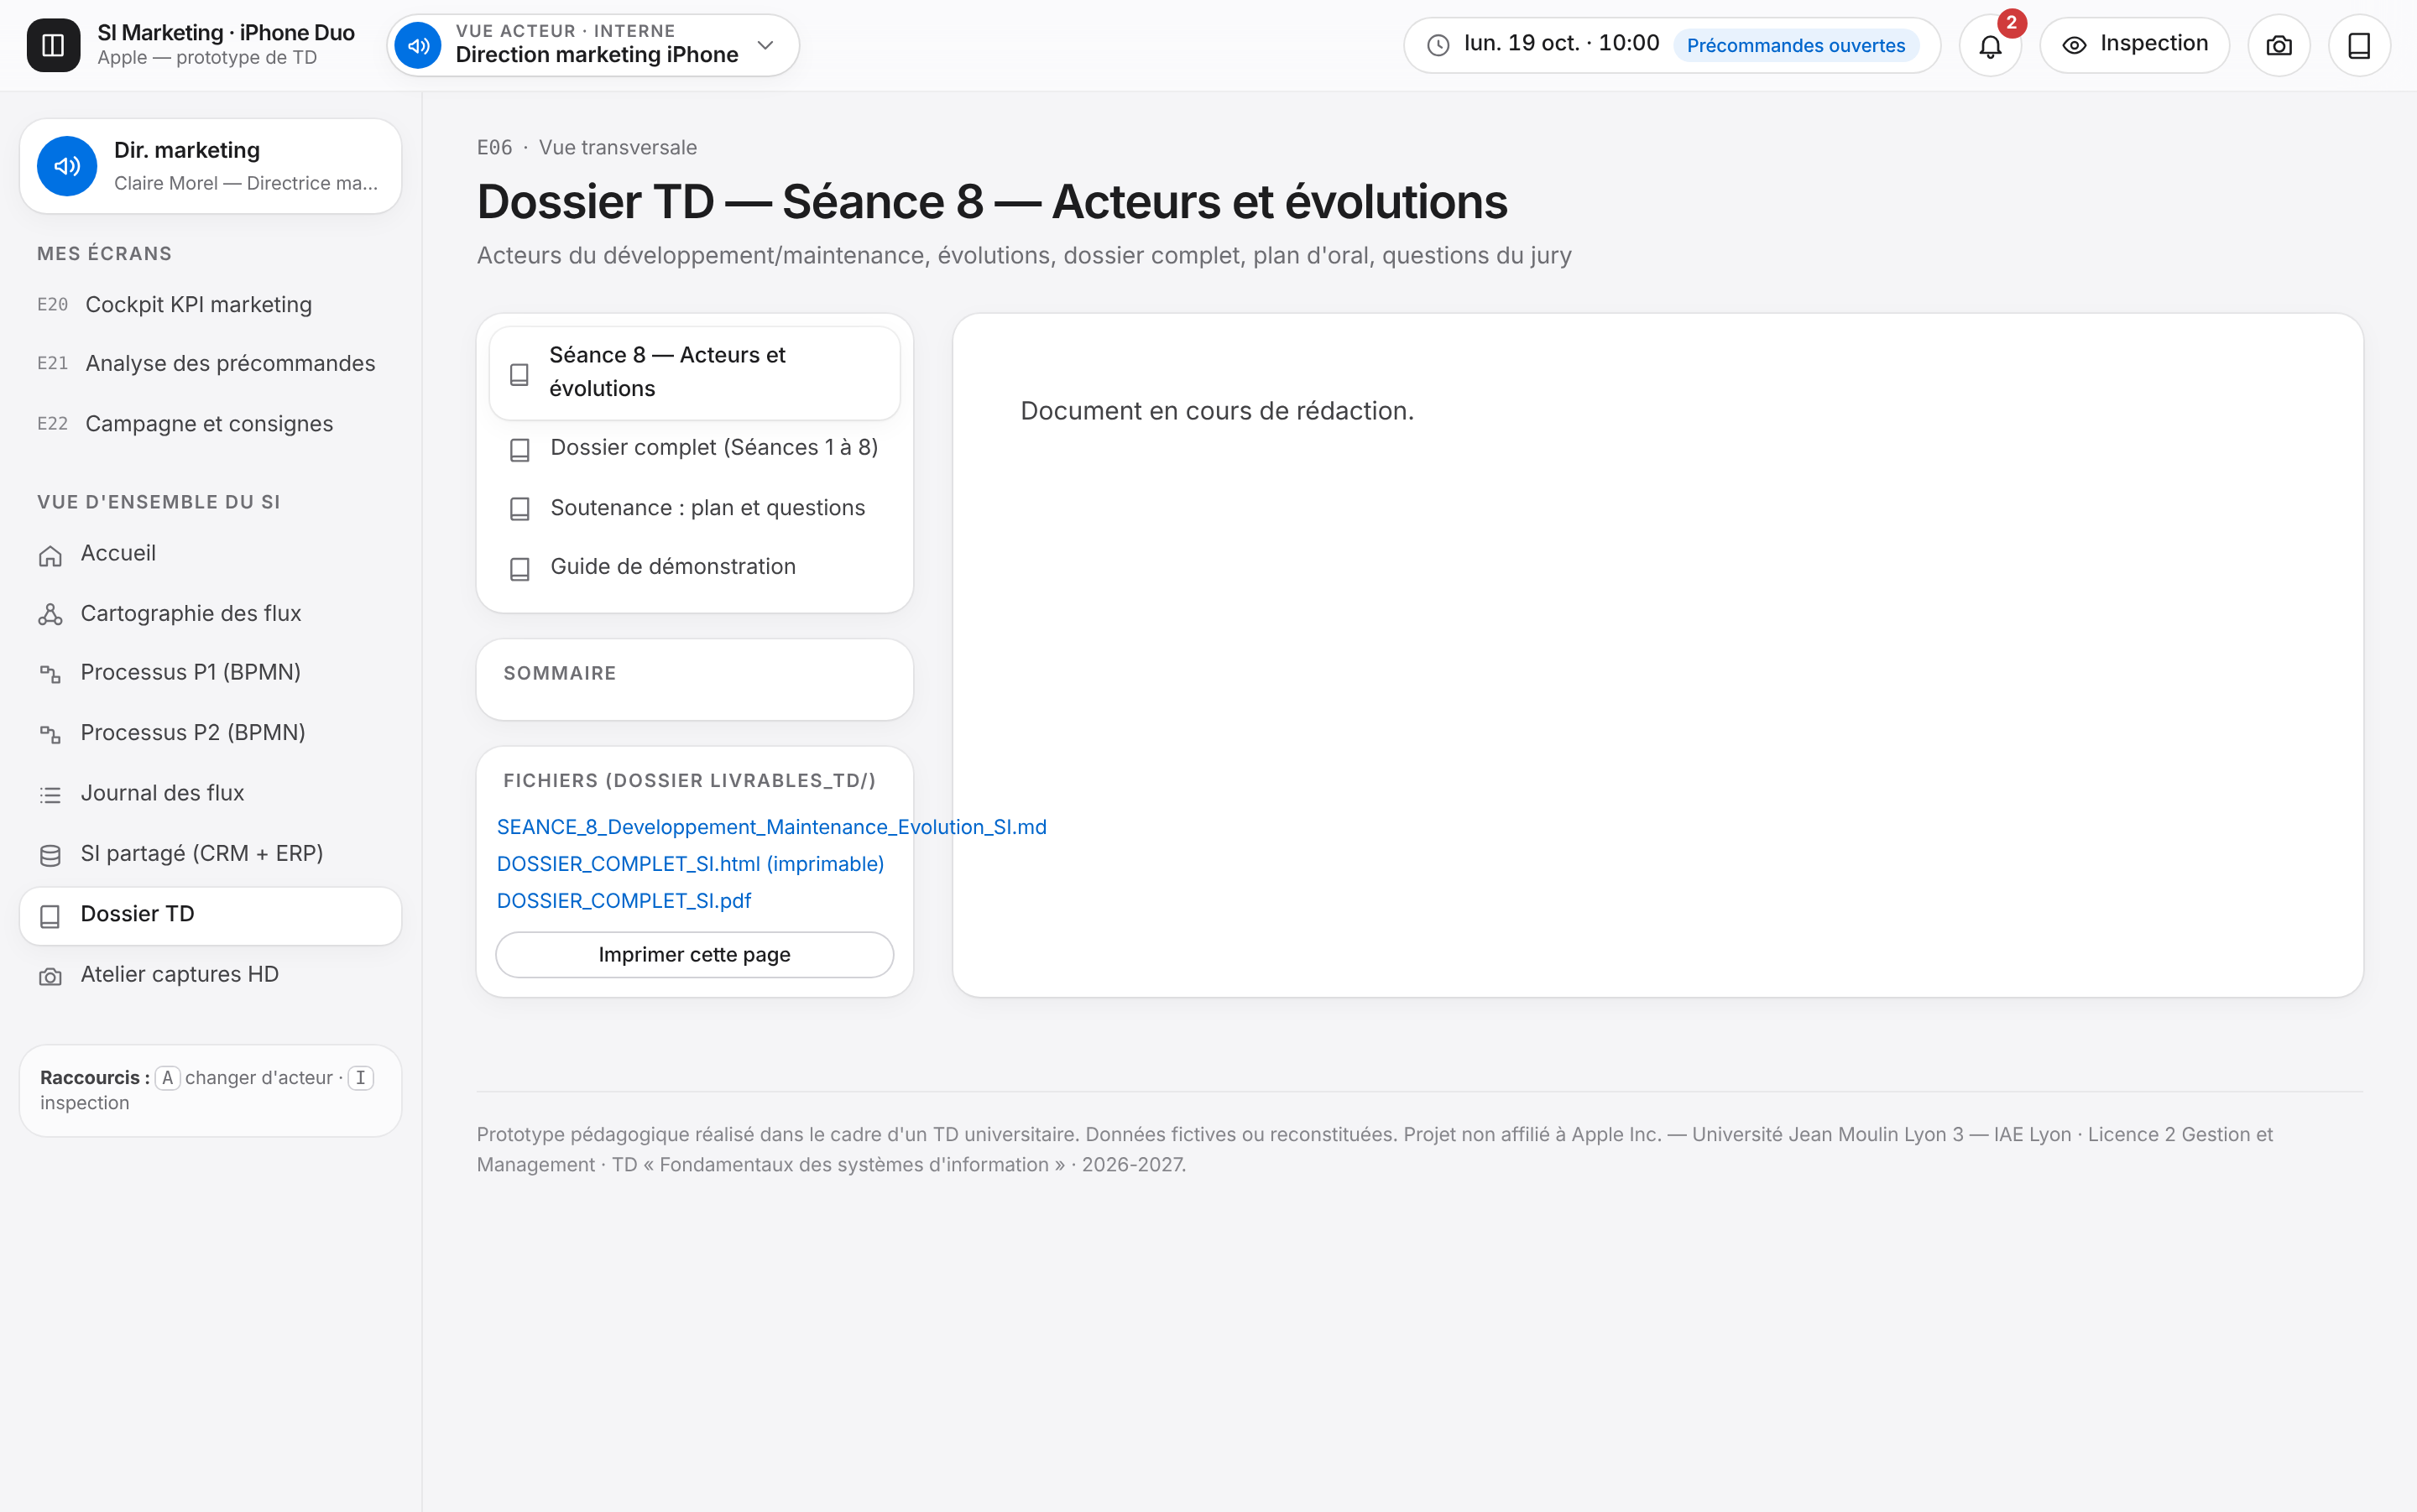 SI Marketing · iPhone Duo
Apple — prototype de TD
VUE ACTEUR · INTERNE
Direction marketing iPhone
lun. 19 oct. · 10:00
Précommandes ouvertes
2
Inspection
Dir. marketing
Claire Morel — Directrice ma...
MES ÉCRANS
E20 Cockpit KPI marketing
E21 Analyse des précommandes
E22 Campagne et consignes
VUE D'ENSEMBLE DU SI
Accueil
Cartographie des flux
Processus P1 (BPMN)
Processus P2 (BPMN)
Journal des flux
SI partagé (CRM + ERP)
Dossier TD
Atelier captures HD
Raccourcis : A changer d'acteur · I
inspection
E06 · Vue transversale
Dossier TD — Séance 8 — Acteurs et évolutions
Acteurs du développement/maintenance, évolutions, dossier complet, plan d'oral, questions du jury
Séance 8 — Acteurs et
évolutions
Dossier complet (Séances 1 à 8)
Soutenance : plan et questions
Guide de démonstration
SOMMAIRE
FICHIERS (DOSSIER LIVRABLES_TD/)
SEANCE_8_Developpement_Maintenance_Evolution_SI.md
DOSSIER_COMPLET_SI.html (imprimable)
DOSSIER_COMPLET_SI.pdf
Imprimer cette page
Document en cours de rédaction.
Prototype pédagogique réalisé dans le cadre d'un TD universitaire. Données fictives ou reconstituées. Projet non affilié à Apple Inc. — Université Jean Moulin Lyon 3 — IAE Lyon · Licence 2 Gestion et
Management · TD « Fondamentaux des systèmes d'information » · 2026-2027.